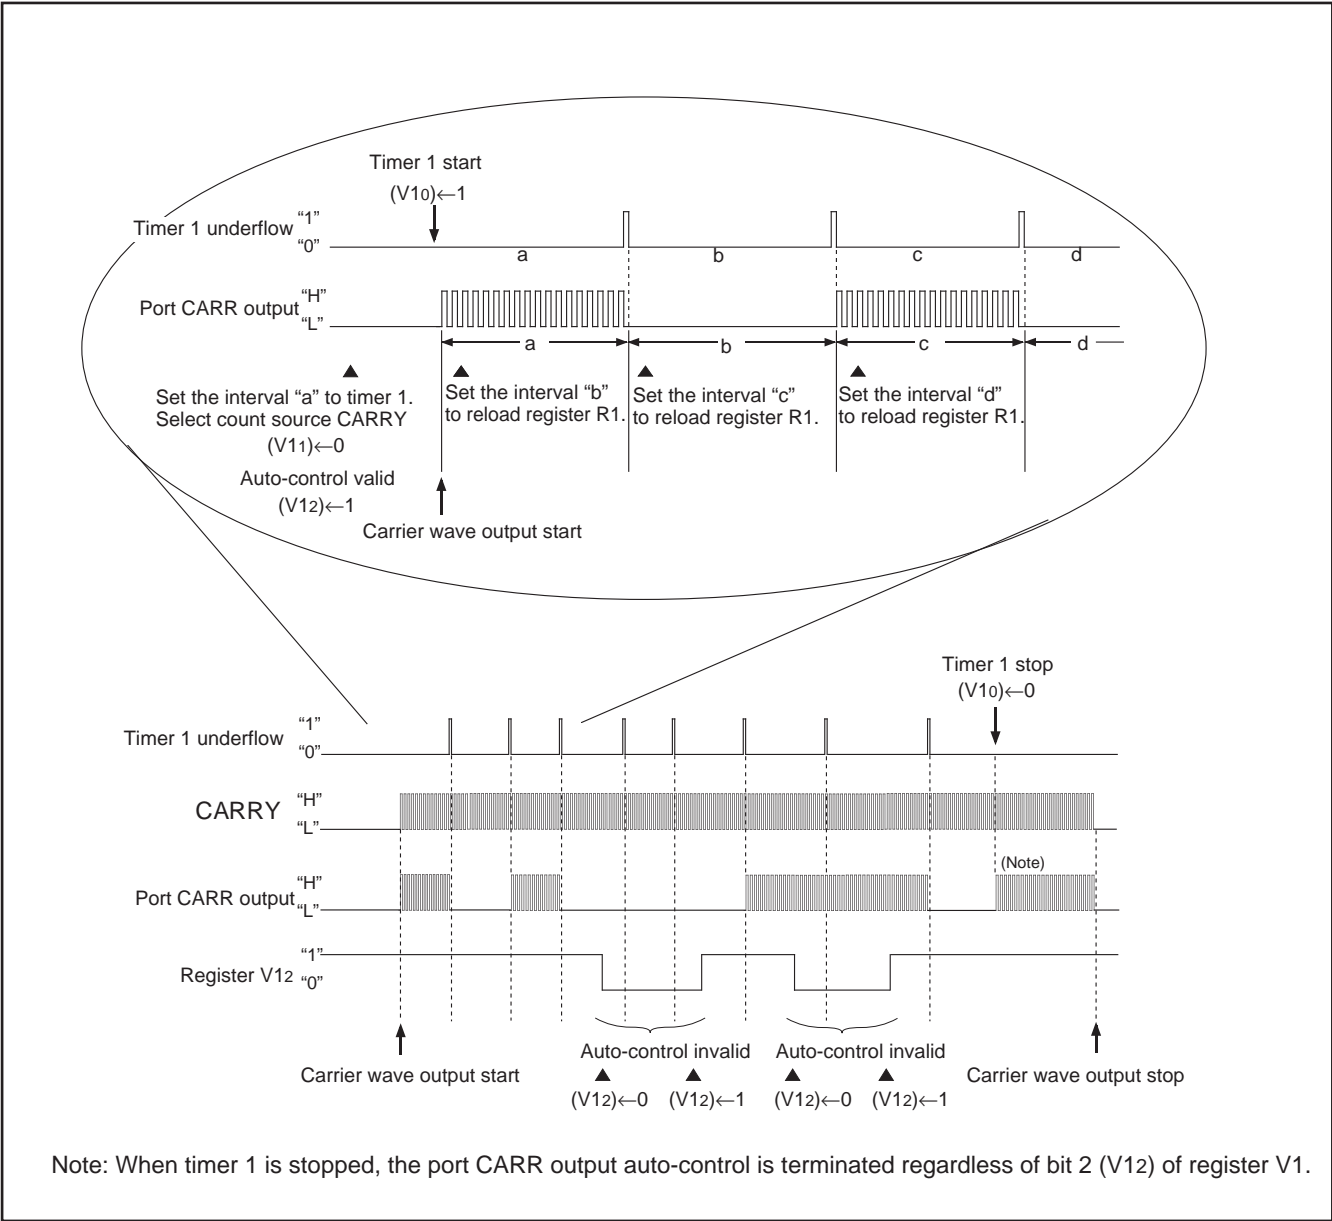 Timer 1 start
(V10)←1
Timer 1 underflow
“1”
“0”
a
b
c
d
Port CARR output
“H”
“L”
a
b
c
d
Set the interval “a” to timer 1.
Select count source CARRY
(V11)←0
Auto-control valid
(V12)←1
Set the interval “b”
to reload register R1.
Set the interval “c”
to reload register R1.
Set the interval “d”
to reload register R1.
Carrier wave output start
Timer 1 stop
(V10)←0
Timer 1 underflow
“1”
“0”
CARRY
“H”
“L”
Port CARR output
“H”
“L”
(Note)
Register V12
“1”
“0”
Auto-control invalid
Auto-control invalid
Carrier wave output start
Carrier wave output stop
(V12)←0
(V12)←1
(V12)←0
(V12)←1
Note: When timer 1 is stopped, the port CARR output auto-control is terminated regardless of bit 2 (V12) of register V1.